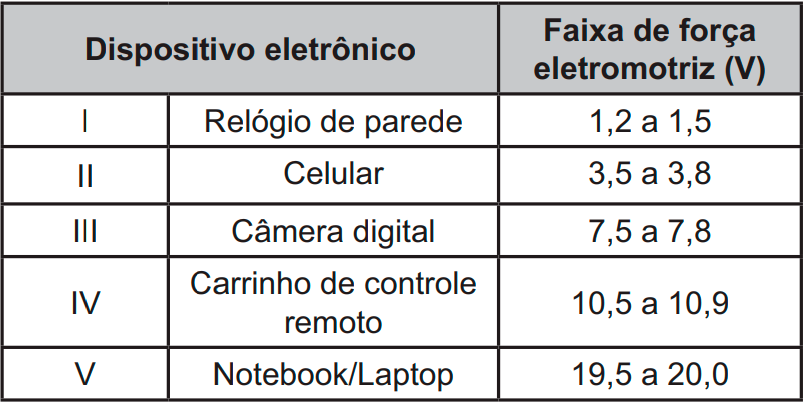 Dispositivo eletrônico
Faixa de força
eletromotriz (V)
I Relógio de parede 1,2 a 1,5
II Celular 3,5 a 3,8
III Câmera digital 7,5 a 7,8
IV Carrinho de controle
remoto 10,5 a 10,9
V Notebook/Laptop 19,5 a 20,0